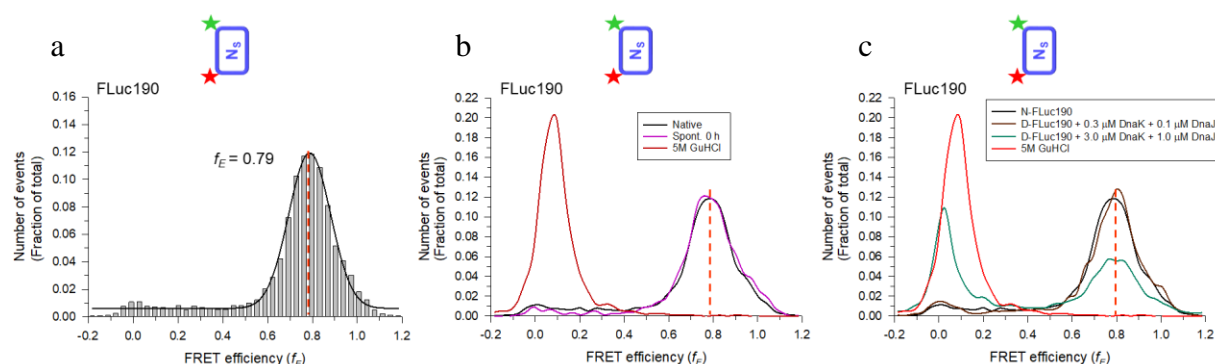 a
b
c
N_S
N_S
N_S
FLuc190
0.16
0.14
0.12
0.10
0.08
0.06
0.04
0.02
0.00
Number of events
(Fraction of total)
f_E = 0.79
-0.2 0.0 0.2 0.4 0.6 0.8 1.0 1.2
FRET efficiency (f_E)
FLuc190
0.22
0.20
0.18
0.16
0.14
0.12
0.10
0.08
0.06
0.04
0.02
0.00
Number of events
(Fraction of total)
Native
Spont. 0 h
5M GuHCl
-0.2 0.0 0.2 0.4 0.6 0.8 1.0 1.2
FRET efficiency (f_E)
FLuc190
0.22
0.20
0.18
0.16
0.14
0.12
0.10
0.08
0.06
0.04
0.02
0.00
Number of events
(Fraction of total)
N-FLuc190
D-FLuc190 + 0.3 µM DnaK + 0.1 µM DnaJ
D-FLuc190 + 3.0 µM DnaK + 1.0 µM DnaJ
5M GuHCl
-0.2 0.0 0.2 0.4 0.6 0.8 1.0 1.2
FRET efficiency (f_E)